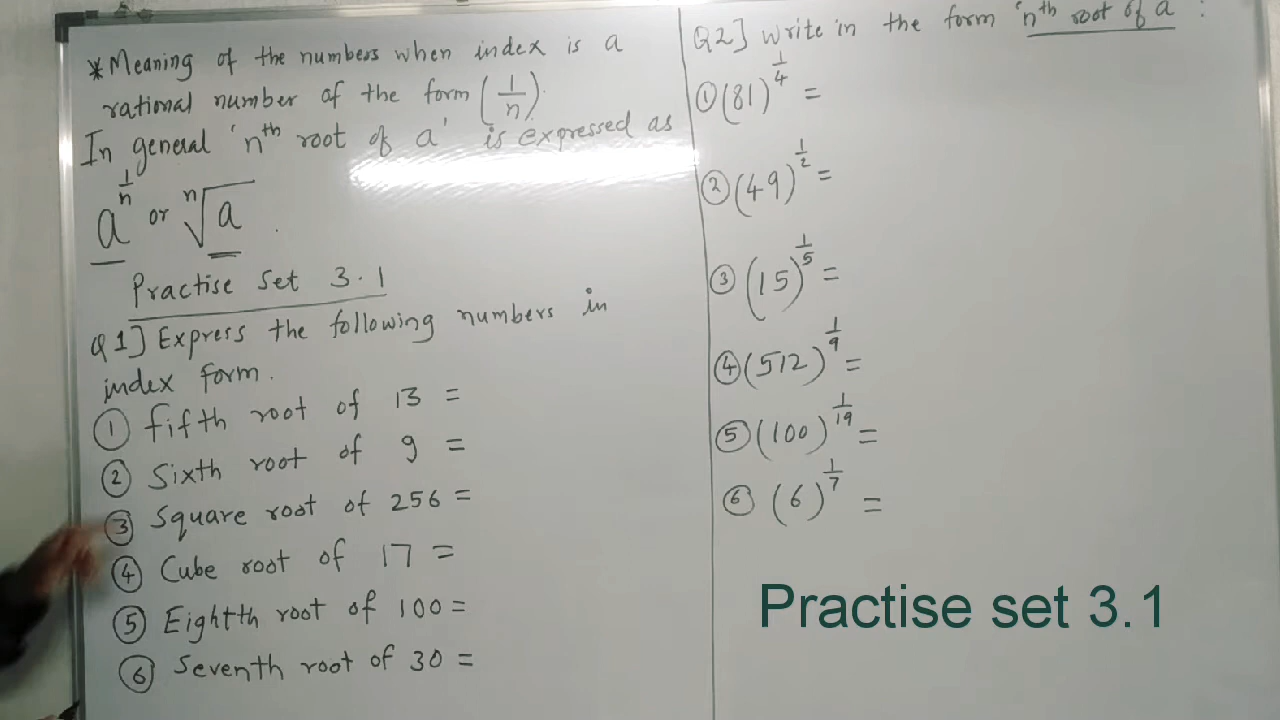 *Meaning of the numbers when index is a
rational number of the form (1/n).
In general 'nth root of a' is expressed as
a^(1/n) or ⁿ√a.
Practise Set 3.1
Q1] Express the following numbers in
index form.
① Fifth root of 13 =
② Sixth root of 9 =
③ Square root of 256 =
④ Cube root of 17 =
⑤ Eightth root of 100 =
⑥ Seventh root of 30 =
Q2] Write in the form 'nth root of a' :
① (81)^(1/4) =
② (49)^(1/2) =
③ (15)^(1/5) =
④ (512)^(1/9) =
⑤ (100)^(1/19) =
⑥ (6)^(1/7) =
Practise set 3.1